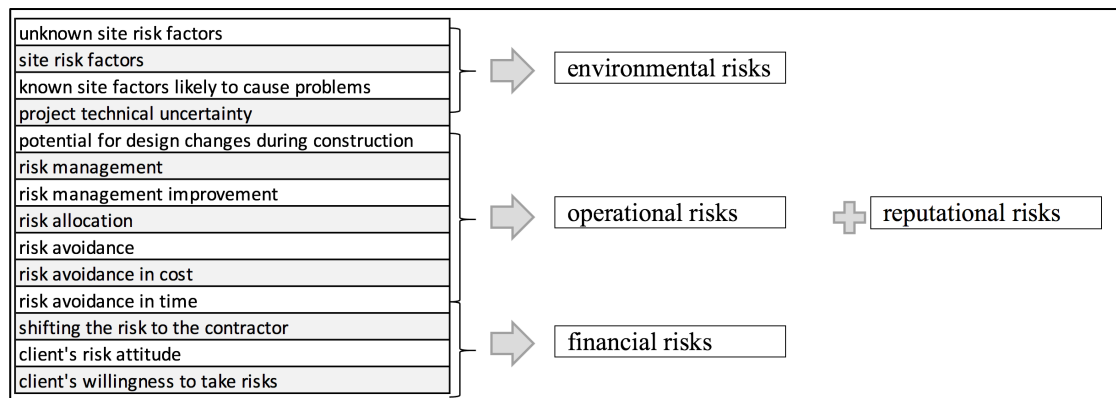 unknown site risk factors
site risk factors
known site factors likely to cause problems
project technical uncertainty
potential for design changes during construction
risk management
risk management improvement
risk allocation
risk avoidance
risk avoidance in cost
risk avoidance in time
shifting the risk to the contractor
client's risk attitude
client's willingness to take risks
environmental risks
operational risks
reputational risks
financial risks